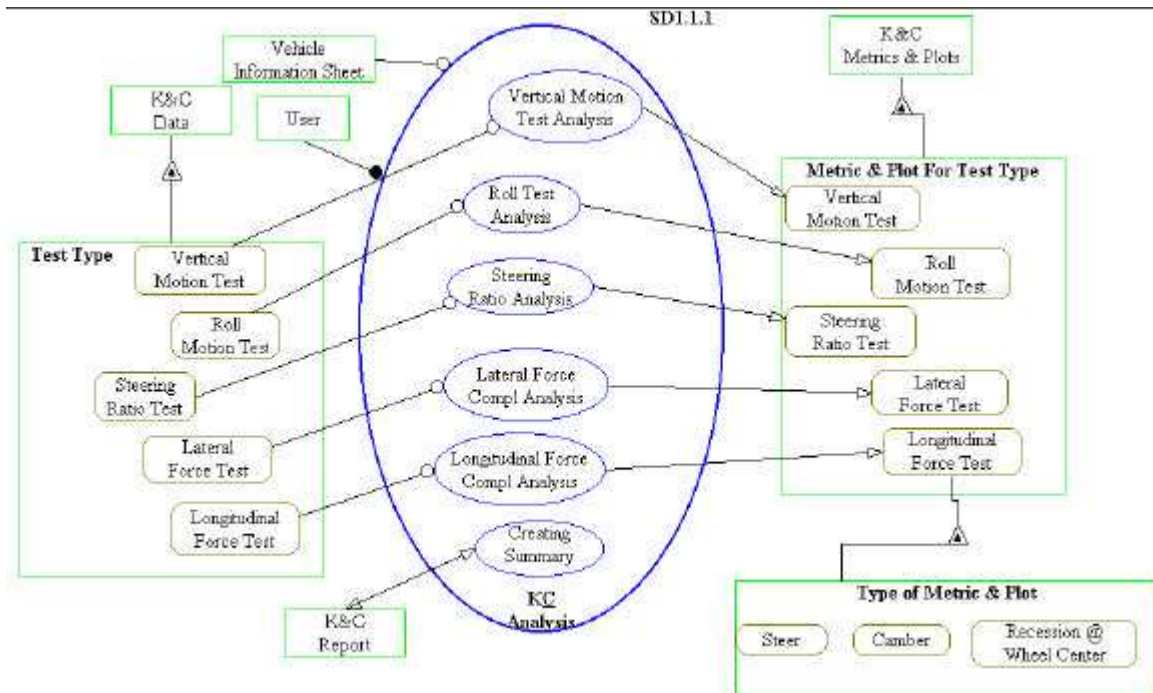 SD1.1.1
Vehicle
Information Sheet
K&C
Metrics & Plots
K&C
Data
User
Vertical Motion
Test Analysis
Metric & Plot For Test Type
Vertical
Motion Test
Roll Test
Analysis
Test Type
Vertical
Motion Test
Roll
Motion Test
Steering
Ratio Analysis
Roll
Motion Test
Steering
Ratio Test
Steering
Ratio Test
Lateral Force
Compl Analysis
Lateral
Force Test
Lateral
Force Test
Longitudinal Force
Compl Analysis
Longitudinal
Force Test
Longitudinal
Force Test
Creating
Summary
KC
Analysis
K&C
Report
Type of Metric & Plot
Steer
Camber
Recession @
Wheel Center